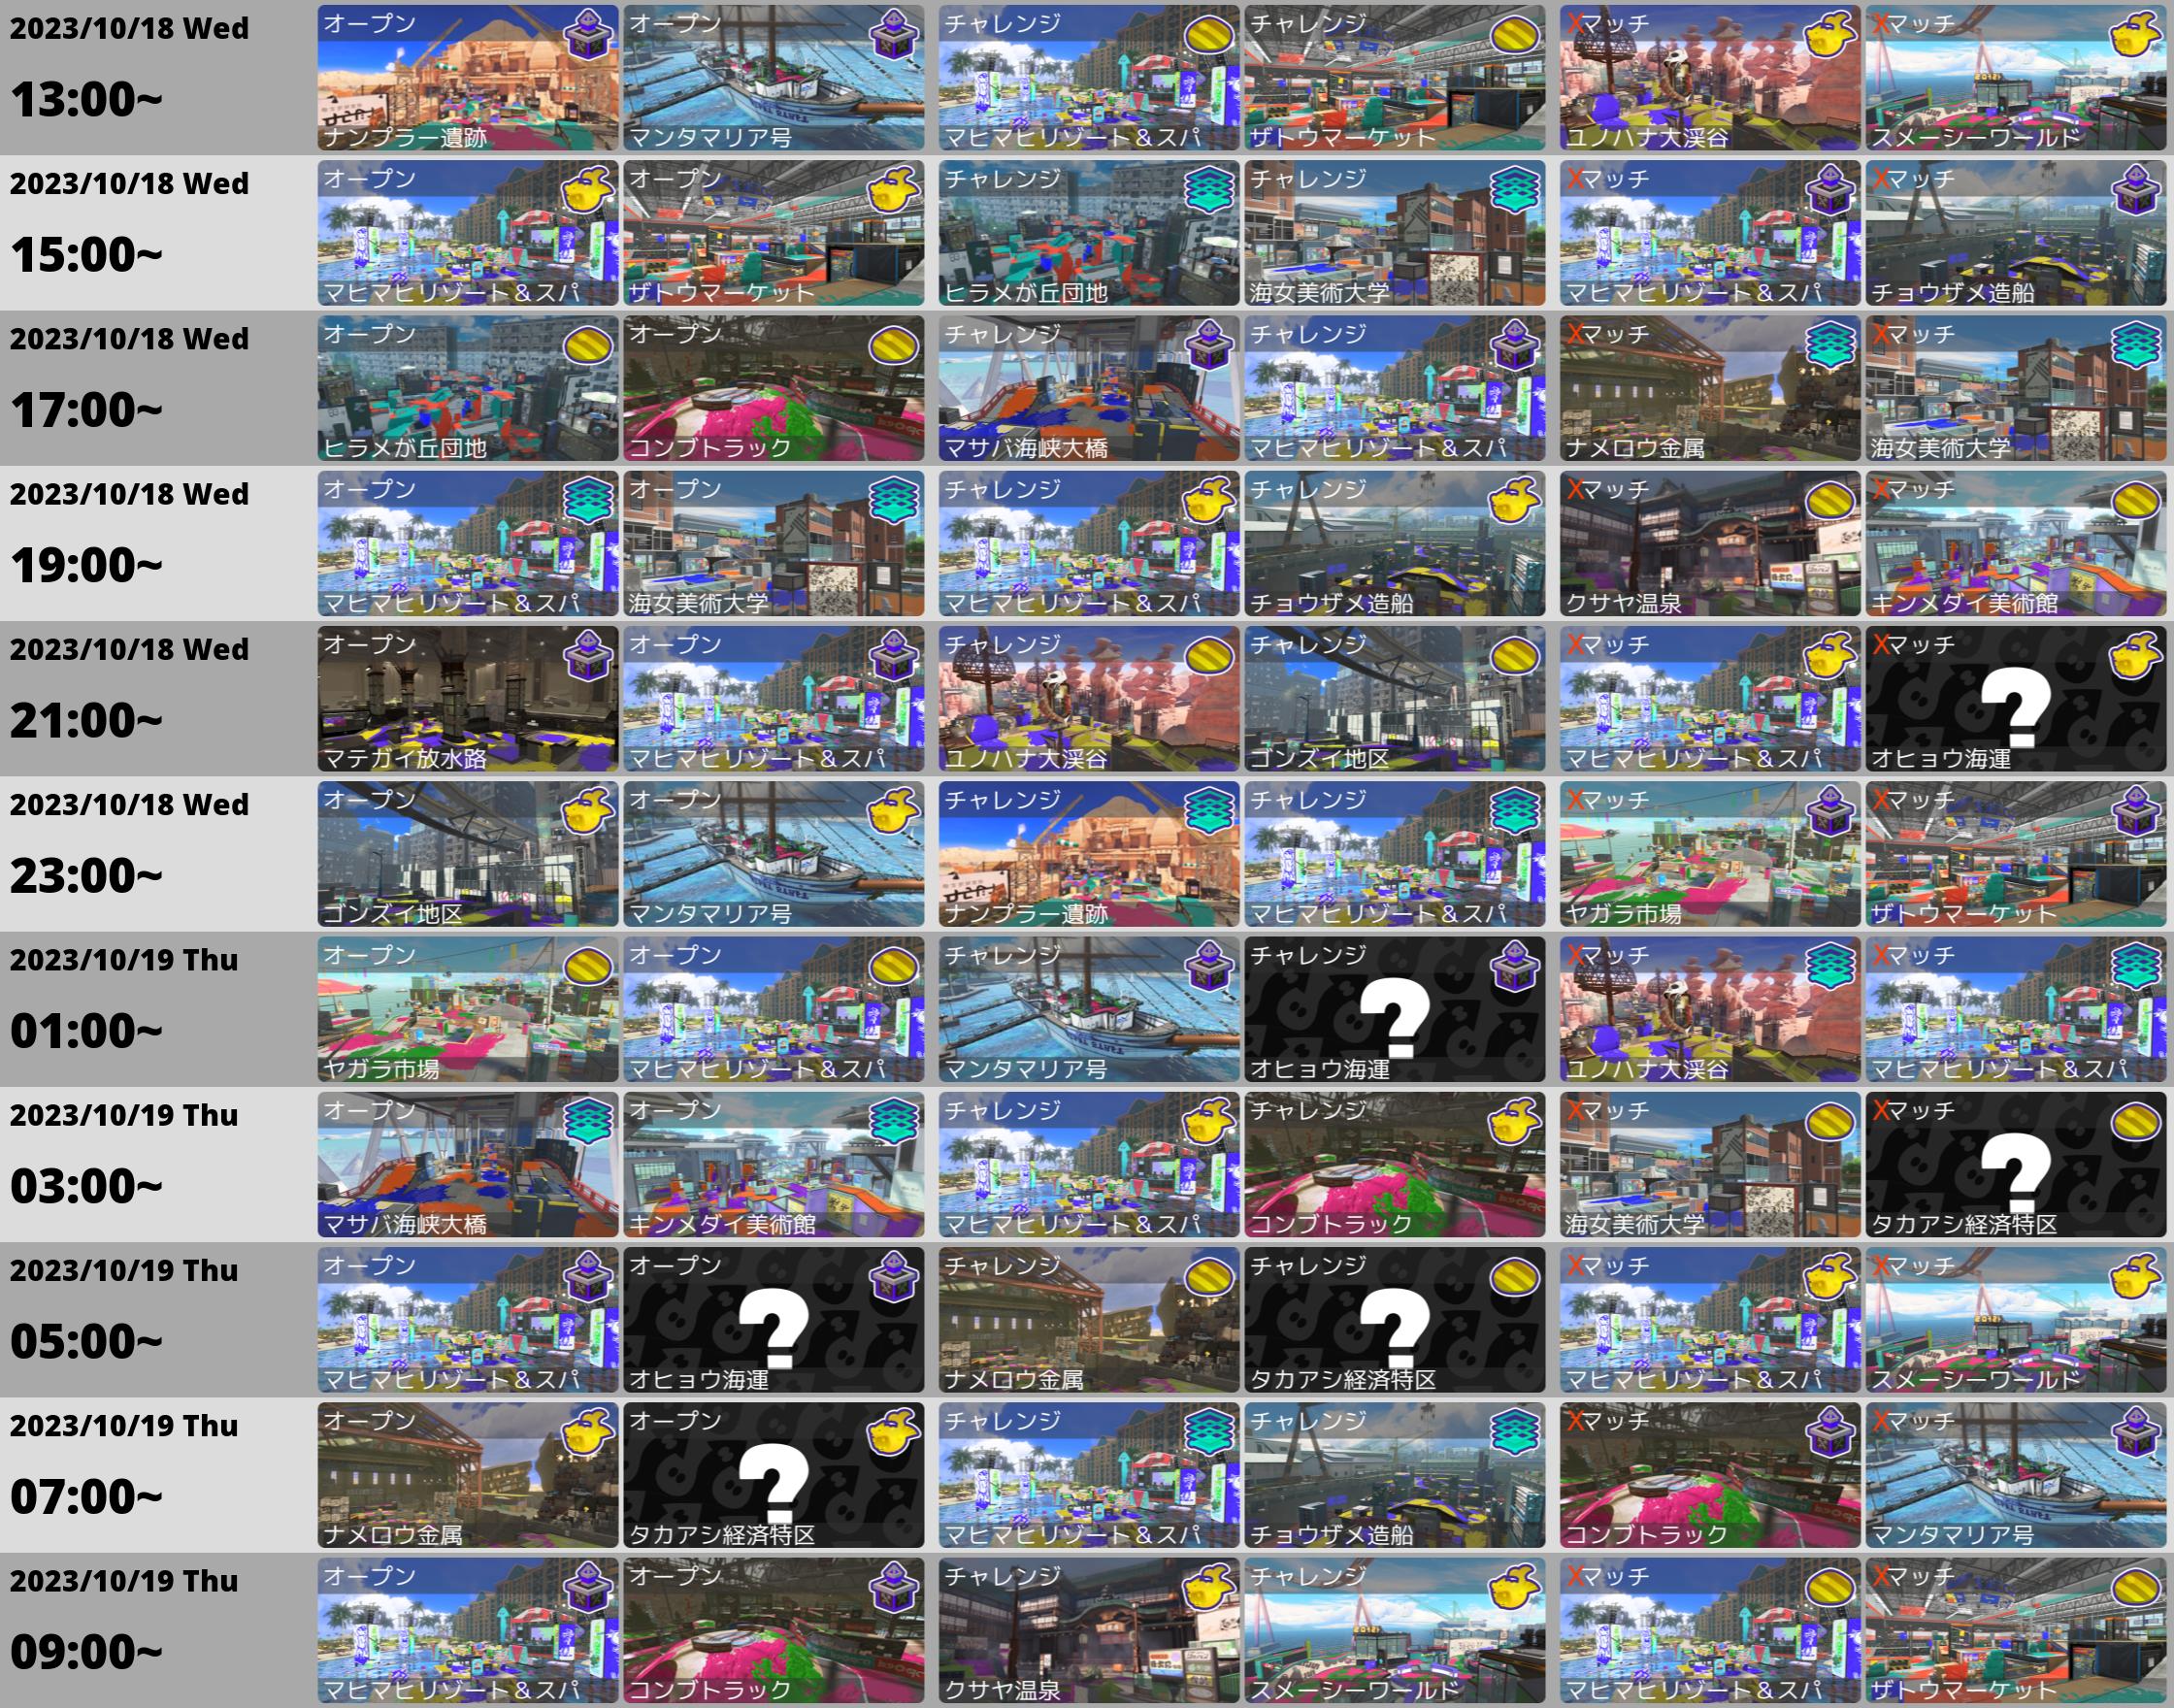 2023/10/18 Wed
13:00~
オープン オープン チャレンジ チャレンジ Xマッチ Xマッチ
ナンプラー遺跡 マンタマリア号 マヒマヒリゾート＆スパ ザトウマーケット ユノハナ大渓谷 スメーシーワールド
2023/10/18 Wed
15:00~
オープン オープン チャレンジ チャレンジ Xマッチ Xマッチ
マヒマヒリゾート＆スパ ザトウマーケット ヒラメが丘団地 海女美術大学 マヒマヒリゾート＆スパ チョウザメ造船
2023/10/18 Wed
17:00~
オープン オープン チャレンジ チャレンジ Xマッチ Xマッチ
ヒラメが丘団地 コンブトラック マサバ海峡大橋 マヒマヒリゾート＆スパ ナメロウ金属 海女美術大学
2023/10/18 Wed
19:00~
オープン オープン チャレンジ チャレンジ Xマッチ Xマッチ
マヒマヒリゾート＆スパ 海女美術大学 マヒマヒリゾート＆スパ チョウザメ造船 クサヤ温泉 キンメダイ美術館
2023/10/18 Wed
21:00~
オープン オープン チャレンジ チャレンジ Xマッチ Xマッチ
マテガイ放水路 マヒマヒリゾート＆スパ ユノハナ大渓谷 ゴンズイ地区 マヒマヒリゾート＆スパ オヒョウ海運
2023/10/18 Wed
23:00~
オープン オープン チャレンジ チャレンジ Xマッチ Xマッチ
ゴンズイ地区 マンタマリア号 ナンプラー遺跡 マヒマヒリゾート＆スパ ヤガラ市場 ザトウマーケット
2023/10/19 Thu
01:00~
オープン オープン チャレンジ チャレンジ Xマッチ Xマッチ
ヤガラ市場 マヒマヒリゾート＆スパ マンタマリア号 オヒョウ海運 ユノハナ大渓谷 マヒマヒリゾート＆スパ
2023/10/19 Thu
03:00~
オープン オープン チャレンジ チャレンジ Xマッチ Xマッチ
マサバ海峡大橋 キンメダイ美術館 マヒマヒリゾート＆スパ コンブトラック 海女美術大学 タカアシ経済特区
2023/10/19 Thu
05:00~
オープン オープン チャレンジ チャレンジ Xマッチ Xマッチ
マヒマヒリゾート＆スパ オヒョウ海運 ナメロウ金属 タカアシ経済特区 マヒマヒリゾート＆スパ スメーシーワールド
2023/10/19 Thu
07:00~
オープン オープン チャレンジ チャレンジ Xマッチ Xマッチ
ナメロウ金属 タカアシ経済特区 マヒマヒリゾート＆スパ チョウザメ造船 コンブトラック マンタマリア号
2023/10/19 Thu
09:00~
オープン オープン チャレンジ チャレンジ Xマッチ Xマッチ
マヒマヒリゾート＆スパ コンブトラック クサヤ温泉 スメーシーワールド マヒマヒリゾート＆スパ ザトウマーケット